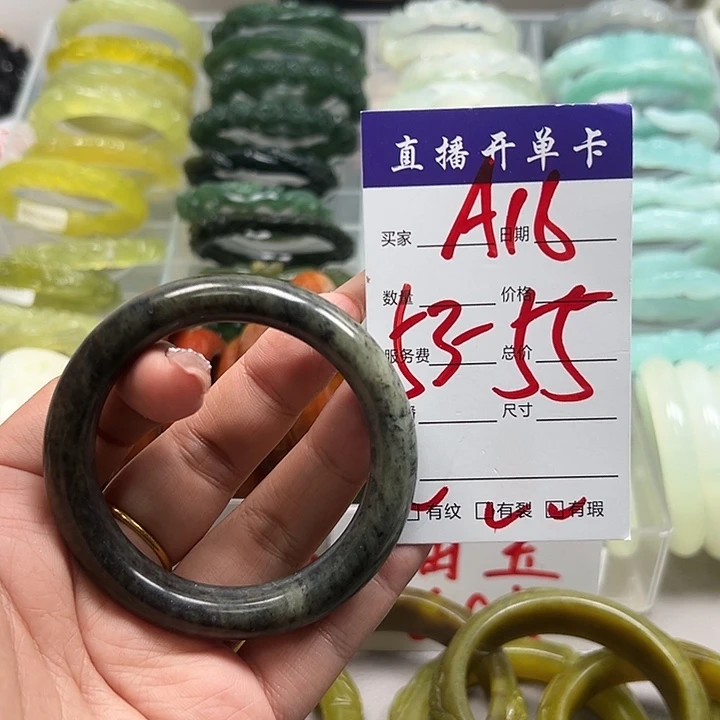 直播开单卡
A16
买家 日期
数量 价格
53-55
服务费 总价
尺寸
有纹 有裂 有瑕
玉